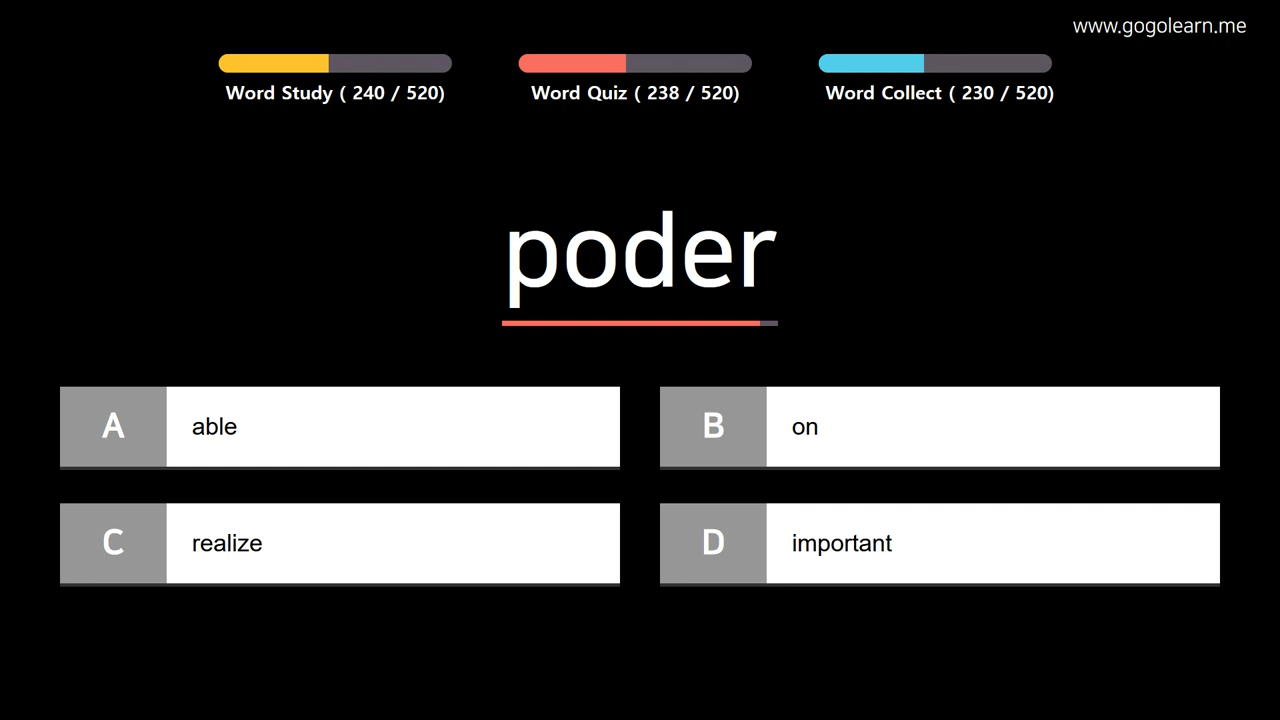 www.gogolearn.me
Word Study ( 240 / 520)
Word Quiz ( 238 / 520)
Word Collect ( 230 / 520)
poder
A able
B on
C realize
D important